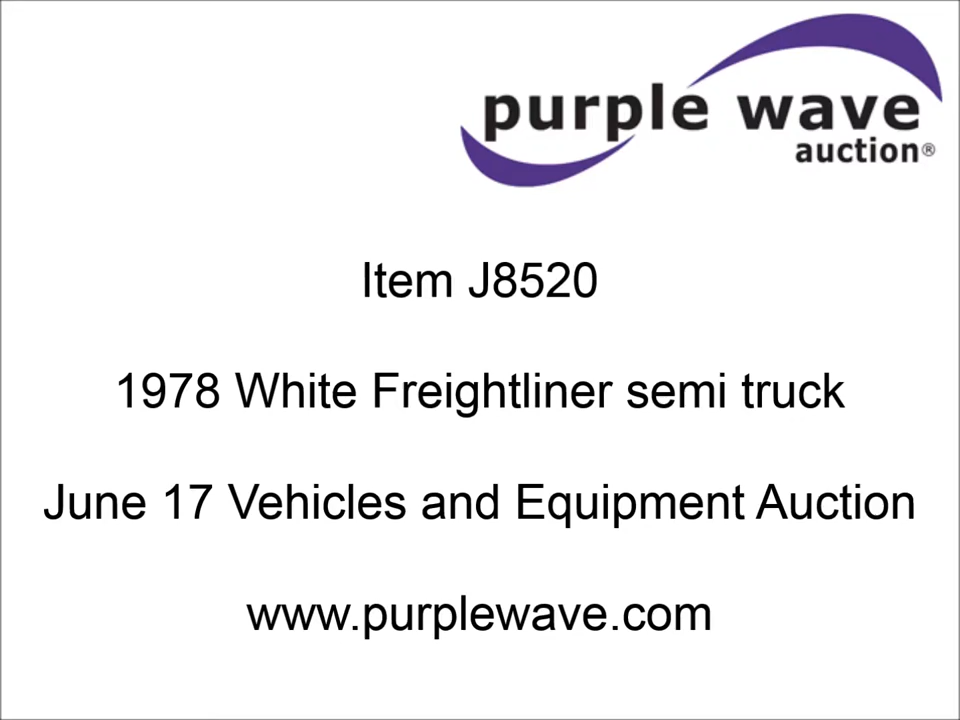 purple wave
auction®
Item J8520
1978 White Freightliner semi truck
June 17 Vehicles and Equipment Auction
www.purplewave.com